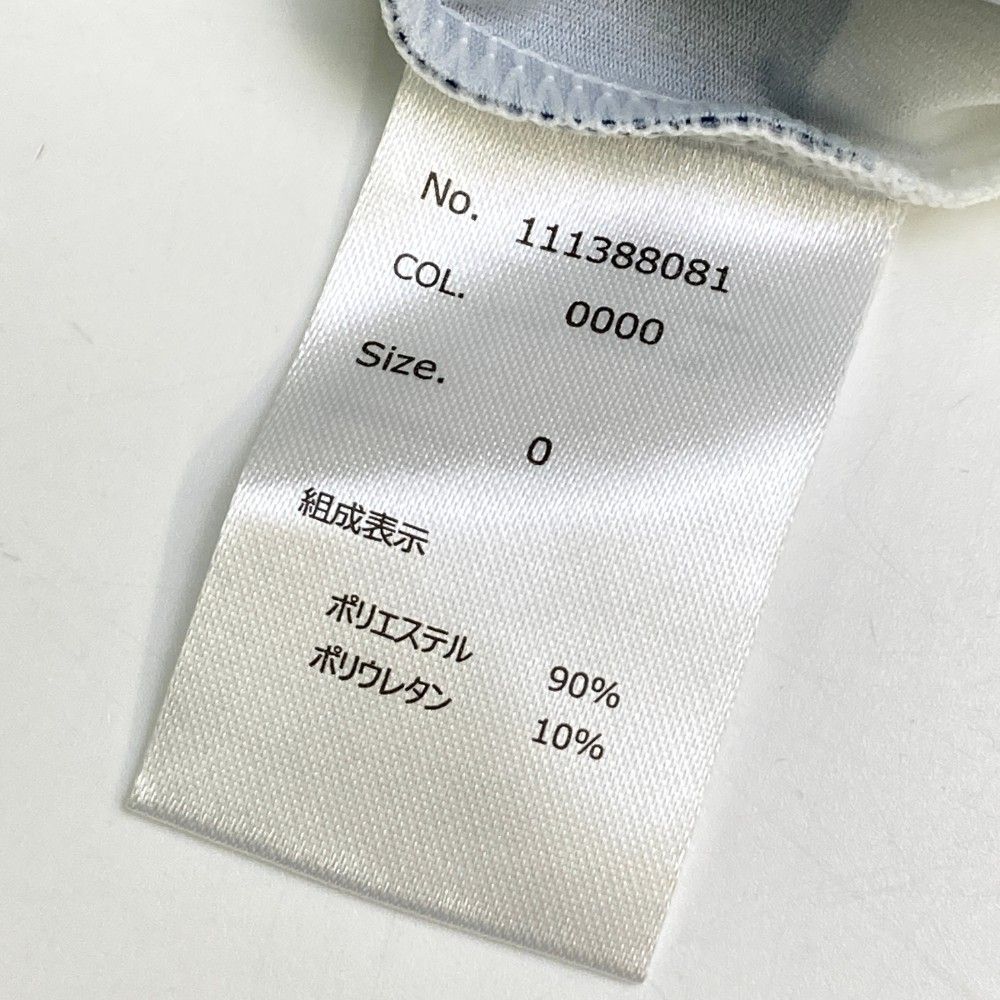 No. 111388081
COL. 0000
Size.
0
組成表示
ポリエステル 90%
ポリウレタン 10%